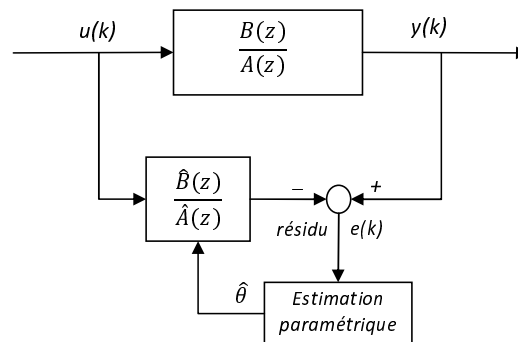 u(k)
B(z)
A(z)
y(k)
B̂(z)
Â(z)
−
+
résidu
e(k)
θ̂
Estimation
paramétrique